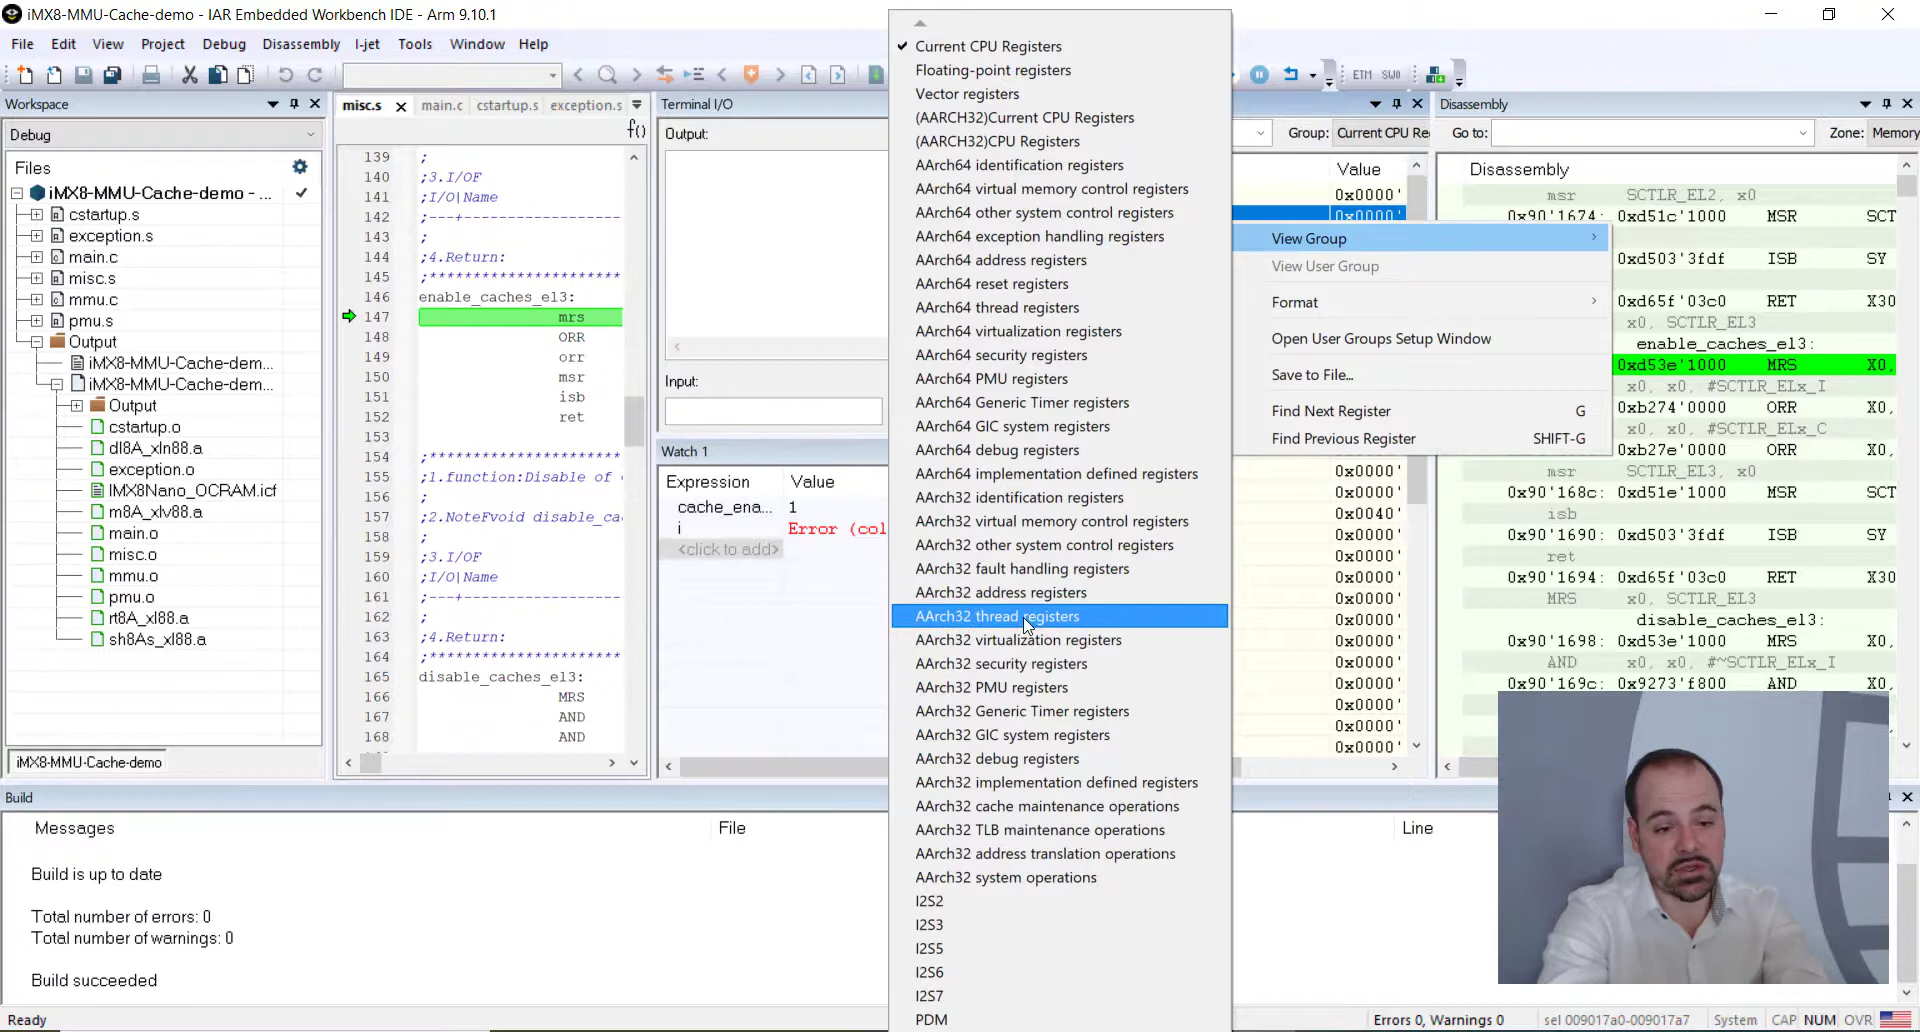 iMX8-MMU-Cache-demo - IAR Embedded Workbench IDE - Arm 9.10.1
File Edit View Project Debug Disassembly I-jet Tools Window Help
ETM SWO
Workspace
Debug
Files
iMX8-MMU-Cache-demo - ...
cstartup.s
exception.s
main.c
misc.s
mmu.c
pmu.s
Output
iMX8-MMU-Cache-dem...
iMX8-MMU-Cache-dem...
Output
cstartup.o
dl8A_xln88.a
exception.o
IMX8Nano_OCRAM.icf
m8A_xlv88.a
main.o
misc.o
mmu.o
pmu.o
rt8A_xl88.a
sh8As_xl88.a
iMX8-MMU-Cache-demo
misc.s main.c cstartup.s exception.s
f()
139 ;
140 ;3.I/OF
141 ;I/O|Name
142 ;---+--------------------
143 ;
144 ;4.Return:
145 ;***********************
146 enable_caches_el3:
147 mrs
148 ORR
149 orr
150 msr
151 isb
152 ret
153
154 ;***********************
155 ;1.function:Disable of
156 ;
157 ;2.NoteFvoid disable_ca
158 ;
159 ;3.I/OF
160 ;I/O|Name
161 ;---+--------------------
162 ;
163 ;4.Return:
164 ;***********************
165 disable_caches_el3:
166 MRS
167 AND
168 AND
Terminal I/O
Output:
Input:
Watch 1
Expression Value
cache_ena... 1
i Error (col
<click to add>
Current CPU Registers
Floating-point registers
Vector registers
(AARCH32)Current CPU Registers
(AARCH32)CPU Registers
AArch64 identification registers
AArch64 virtual memory control registers
AArch64 other system control registers
AArch64 exception handling registers
AArch64 address registers
AArch64 reset registers
AArch64 thread registers
AArch64 virtualization registers
AArch64 security registers
AArch64 PMU registers
AArch64 Generic Timer registers
AArch64 GIC system registers
AArch64 debug registers
AArch64 implementation defined registers
AArch32 identification registers
AArch32 virtual memory control registers
AArch32 other system control registers
AArch32 fault handling registers
AArch32 address registers
AArch32 thread registers
AArch32 virtualization registers
AArch32 security registers
AArch32 PMU registers
AArch32 Generic Timer registers
AArch32 GIC system registers
AArch32 debug registers
AArch32 implementation defined registers
AArch32 cache maintenance operations
AArch32 TLB maintenance operations
AArch32 address translation operations
AArch32 system operations
I2S2
I2S3
I2S5
I2S6
I2S7
PDM
Group: Current CPU Re
Value
0x0000'
0x0000'
View Group
View User Group
Format
Open User Groups Setup Window
Save to File...
Find Next Register G
Find Previous Register SHIFT-G
0x0000'
0x0000'
0x0040'
0x0000'
0x0000'
0x0000'
0x0000'
0x0000'
0x0000'
0x0000'
0x0000'
0x0000'
0x0000'
0x0000'
Disassembly
Go to: Zone: Memory
Disassembly
msr SCTLR_EL2, x0
0x90'1674: 0xd51c'1000 MSR SCT
0xd503'3fdf ISB SY
0xd65f'03c0 RET X30
x0, SCTLR_EL3
enable_caches_el3:
0xd53e'1000 MRS X0,
x0, x0, #SCTLR_ELx_I
0xb274'0000 ORR X0,
x0, x0, #SCTLR_ELx_C
0xb27e'0000 ORR X0,
msr SCTLR_EL3, x0
0x90'168c: 0xd51e'1000 MSR SCT
isb
0x90'1690: 0xd503'3fdf ISB SY
ret
0x90'1694: 0xd65f'03c0 RET X30
MRS x0, SCTLR_EL3
disable_caches_el3:
0x90'1698: 0xd53e'1000 MRS X0,
AND x0, x0, #~SCTLR_ELx_I
0x90'169c: 0x9273'f800 AND X0,
Build
Messages File Line
Build is up to date
Total number of errors: 0
Total number of warnings: 0
Build succeeded
Ready Errors 0, Warnings 0 sel 009017a0-009017a7 System CAP NUM OVR